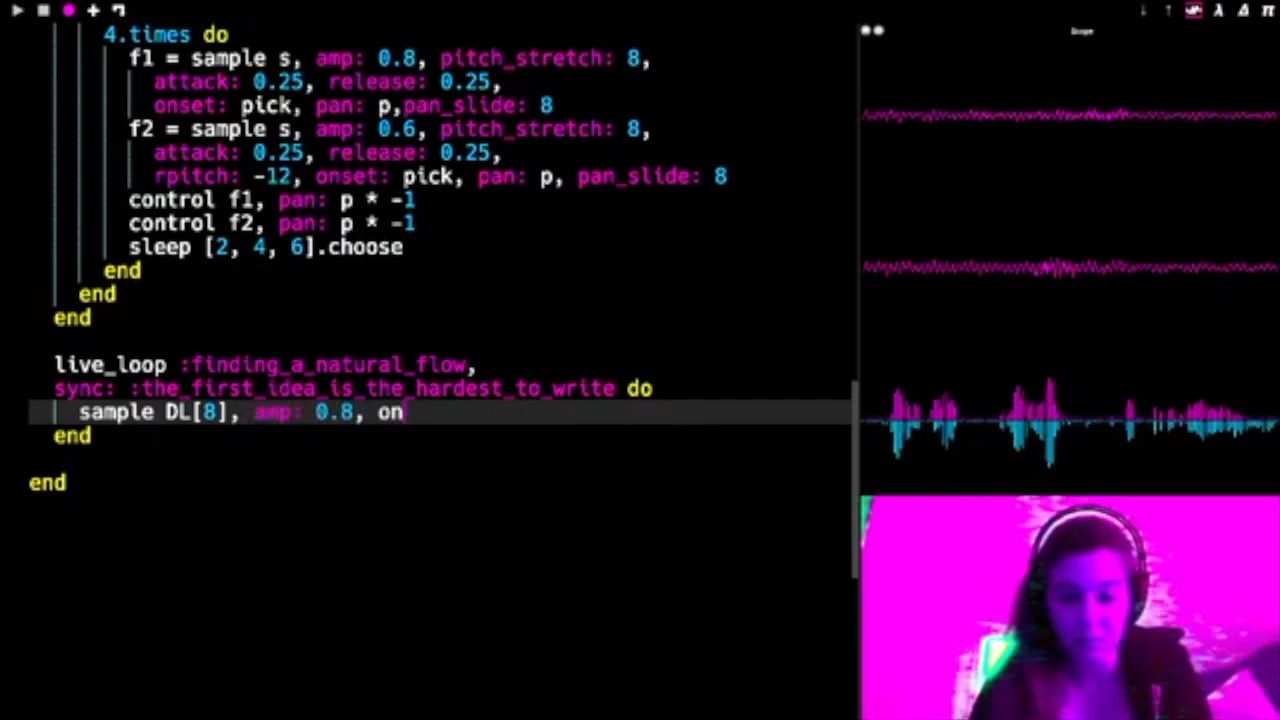 Scope
4.times do
f1 = sample s, amp: 0.8, pitch_stretch: 8,
attack: 0.25, release: 0.25,
onset: pick, pan: p,pan_slide: 8
f2 = sample s, amp: 0.6, pitch_stretch: 8,
attack: 0.25, release: 0.25,
rpitch: -12, onset: pick, pan: p, pan_slide: 8
control f1, pan: p * -1
control f2, pan: p * -1
sleep [2, 4, 6].choose
end
end
end
live_loop :finding_a_natural_flow,
sync: :the_first_idea_is_the_hardest_to_write do
sample DL[8], amp: 0.8, on
end
end